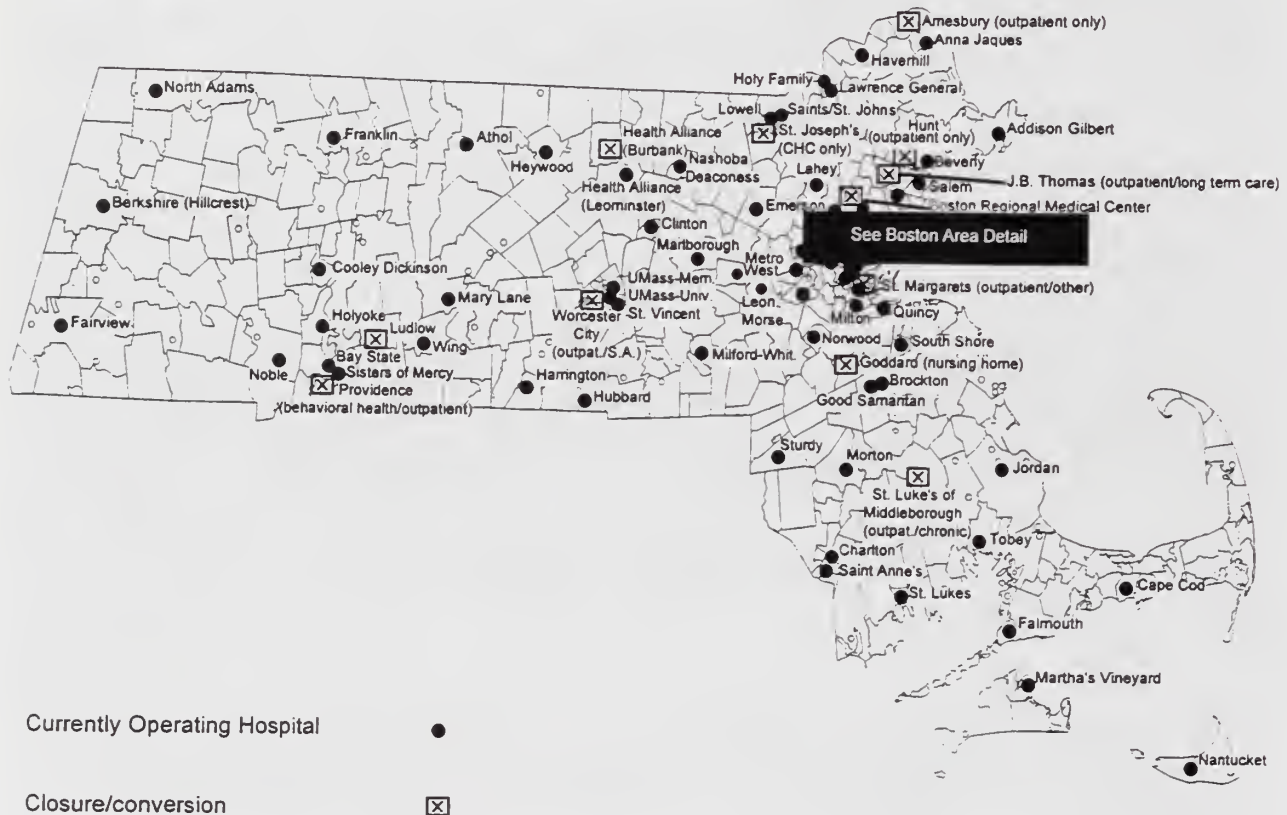 Amesbury (outpatient only)
Anna Jaques
Haverhill
Holy Family
Lawrence General
North Adams
Lowell
Saints/St. Johns
Franklin
Athol
Heywood
Health Alliance
(Burbank)
St. Joseph's
(CHC only)
Hunt
(outpatient only)
Addison Gilbert
Nashoba
Deaconess
Lahey
Beverly
Health Alliance
(Leominster)
Salem
J.B. Thomas (outpatient/long term care)
Berkshire (Hillcrest)
Emerson
Boston Regional Medical Center
Clinton
See Boston Area Detail
Marlborough
Cooley Dickinson
Metro
West
UMass-Mem.
UMass-Univ.
St. Vincent
St. Margarets (outpatient/other)
Mary Lane
Leon.
Morse
Milton
Quincy
Worcester
City
(outpat./S.A.)
Fairview
Holyoke
Ludlow
Wing
Norwood
South Shore
Milford-Whit.
Goddard (nursing home)
Noble
Bay State
Sisters of Mercy
Providence
(behavioral health/outpatient)
Harrington
Hubbard
Brockton
Good Samaritan
Sturdy
Morton
Jordan
St. Luke's of
Middleborough
(outpat./chronic)
Tobey
Charlton
Saint Anne's
Cape Cod
St. Lukes
Falmouth
Martha's Vineyard
Currently Operating Hospital
Nantucket
Closure/conversion